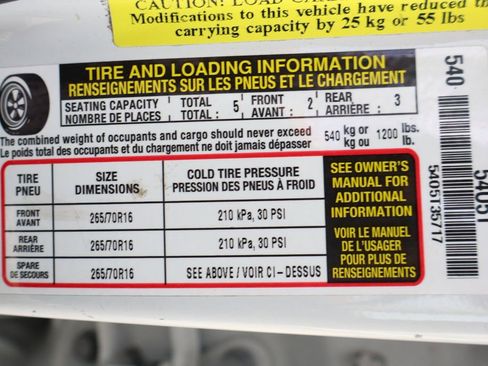 CAUTION! LOAD
Modifications to this vehicle have reduced the
carrying capacity by 25 kg or 55 lbs
TIRE AND LOADING INFORMATION
RENSEIGNEMENTS SUR LES PNEUS ET LE CHARGEMENT
SEATING CAPACITY TOTAL 5 FRONT 2 REAR 3
NOMBRE DE PLACES TOTAL : AVANT : ARRIÈRE :
The combined weight of occupants and cargo should never exceed 540 kg or 1200 lbs.
Le poids total des occupants et du chargement ne doit jamais dépasser kg ou lb.
TIRE SIZE COLD TIRE PRESSURE
PNEU DIMENSIONS PRESSION DES PNEUS À FROID
FRONT
AVANT 265/70R16 210 kPa, 30 PSI
REAR
ARRIÈRE 265/70R16 210 kPa, 30 PSI
SPARE
DE SECOURS 265/70R16 SEE ABOVE / VOIR CI-DESSUS
SEE OWNER'S
MANUAL FOR
ADDITIONAL
INFORMATION
VOIR LE MANUEL
DE L'USAGER
POUR PLUS DE
RENSEIGNEMENTS
540
5405T35717
5405T